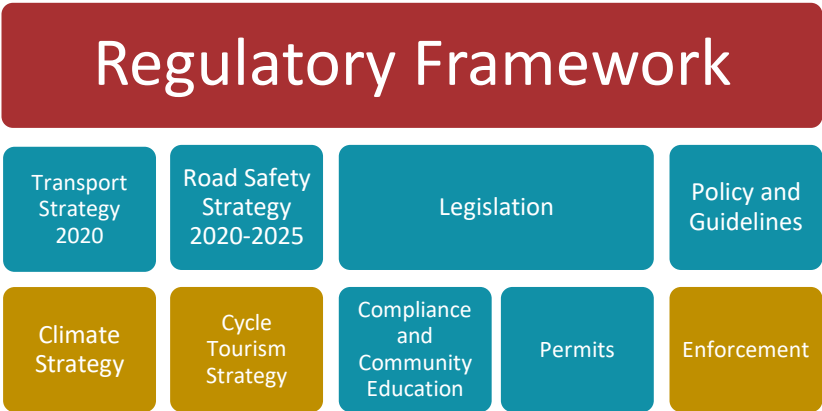 Regulatory Framework
Transport
Strategy
2020
Road Safety
Strategy
2020-2025
Legislation
Policy and
Guidelines
Climate
Strategy
Cycle
Tourism
Strategy
Compliance
and
Community
Education
Permits
Enforcement